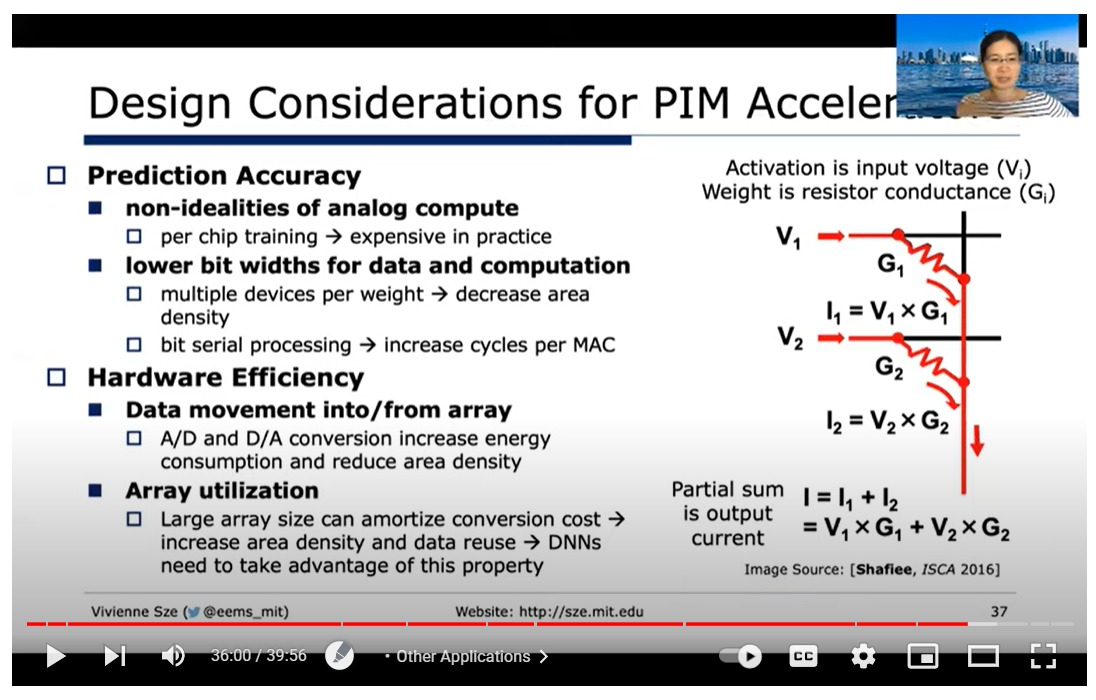 Design Considerations for PIM Acceler
Prediction Accuracy
non-idealities of analog compute
per chip training → expensive in practice
lower bit widths for data and computation
multiple devices per weight → decrease area
density
bit serial processing → increase cycles per MAC
Hardware Efficiency
Data movement into/from array
A/D and D/A conversion increase energy
consumption and reduce area density
Array utilization
Large array size can amortize conversion cost →
increase area density and data reuse → DNNs
need to take advantage of this property
Activation is input voltage (Vᵢ)
Weight is resistor conductance (Gᵢ)
V₁
G₁
I₁ = V₁ × G₁
V₂
G₂
I₂ = V₂ × G₂
Partial sum
is output
current
I = I₁ + I₂
= V₁ × G₁ + V₂ × G₂
Image Source: [Shafiee, ISCA 2016]
Vivienne Sze (@eems_mit)
Website: http://sze.mit.edu
37
36:00 / 39:56
• Other Applications
CC